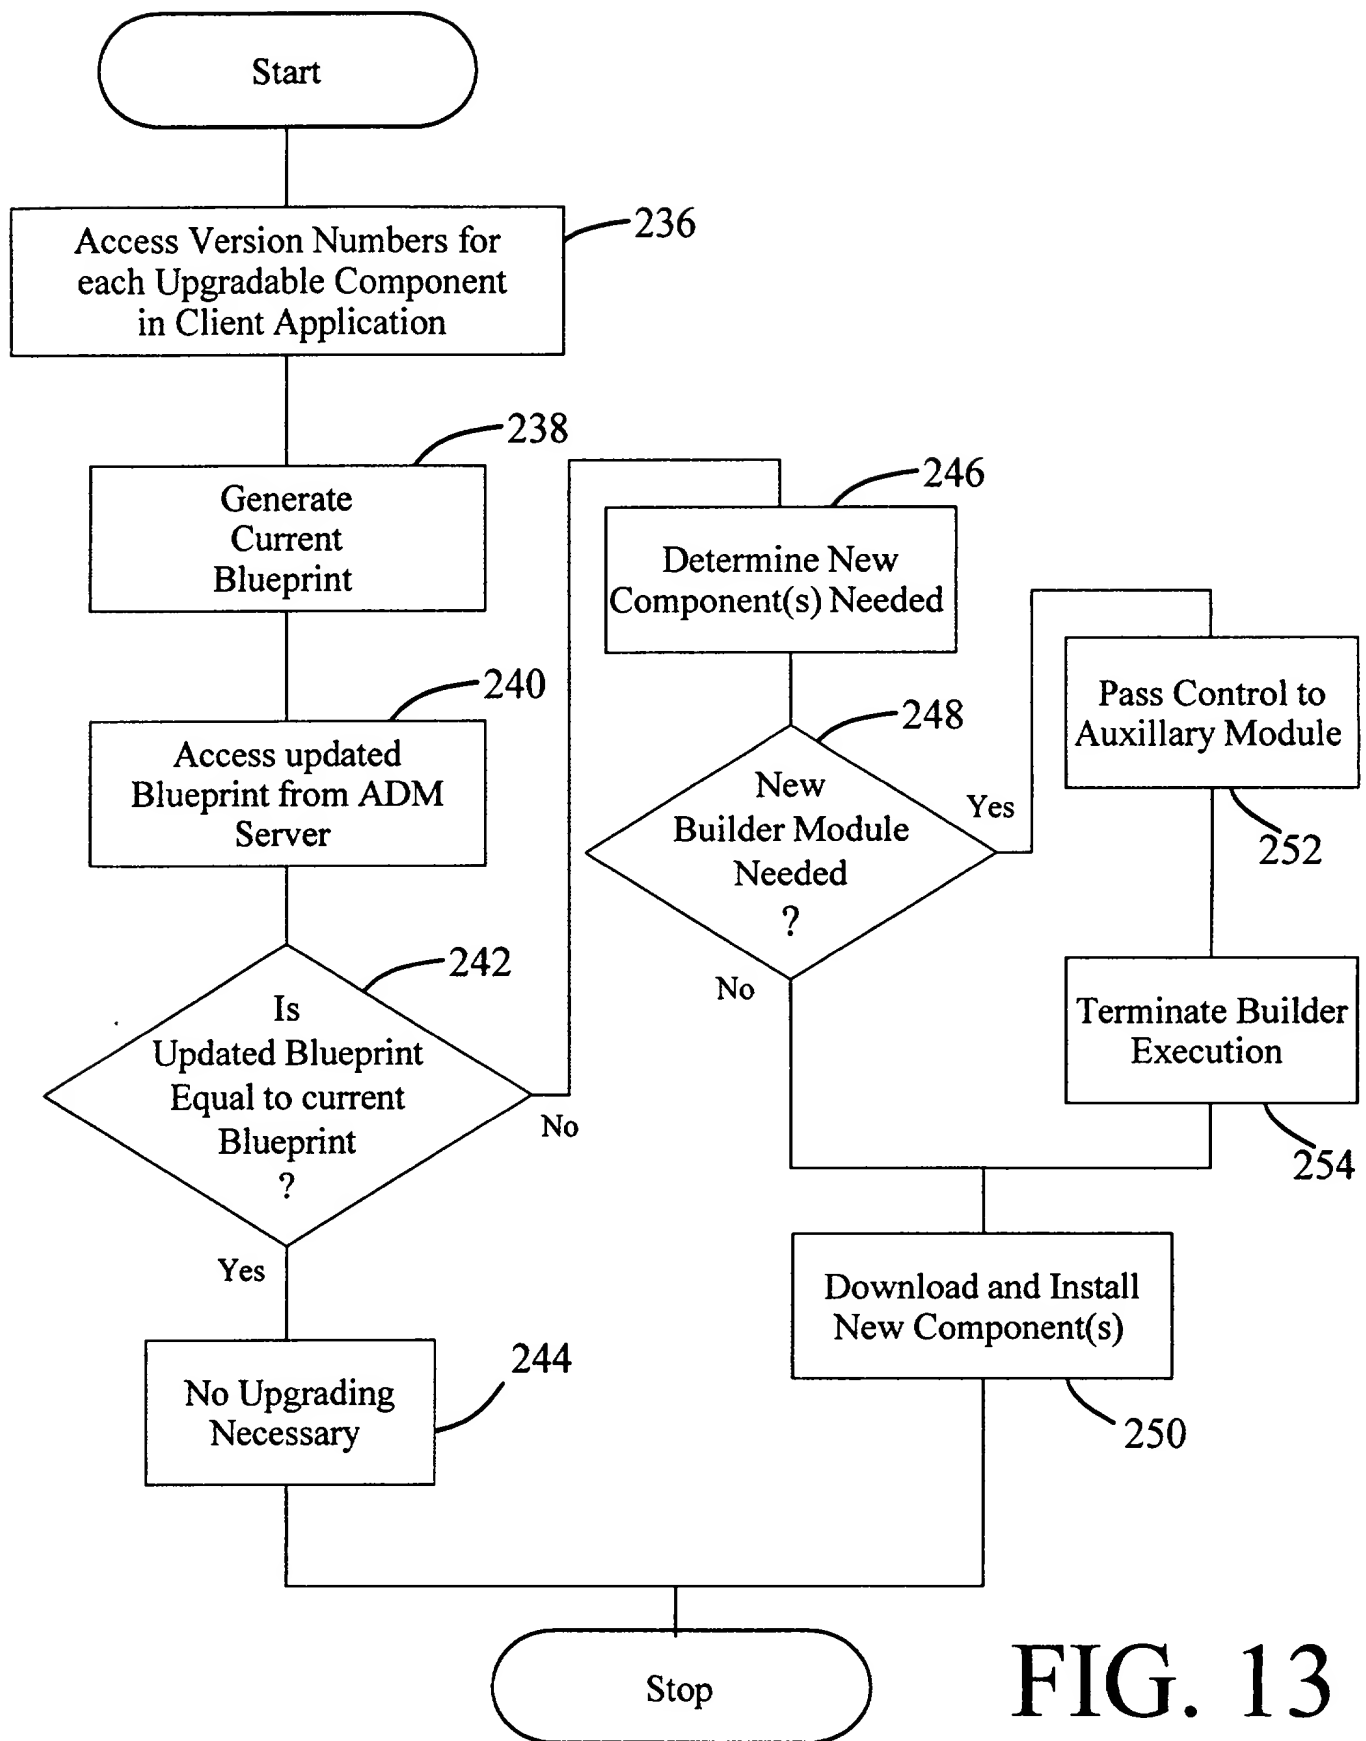 Start
236
Access Version Numbers for
each Upgradable Component
in Client Application
238
Generate
Current
Blueprint
240
Access updated
Blueprint from ADM
Server
242
Is
Updated Blueprint
Equal to current
Blueprint
?
No
Yes
244
No Upgrading
Necessary
246
Determine New
Component(s) Needed
248
New
Builder Module
Needed
?
Yes
No
Pass Control to
Auxillary Module
252
Terminate Builder
Execution
254
Download and Install
New Component(s)
250
Stop
FIG. 13